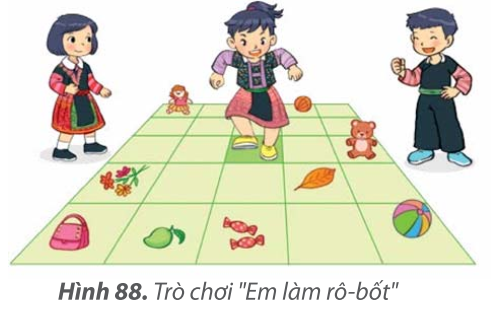 Hình 88. Trò chơi "Em làm rô-bốt"